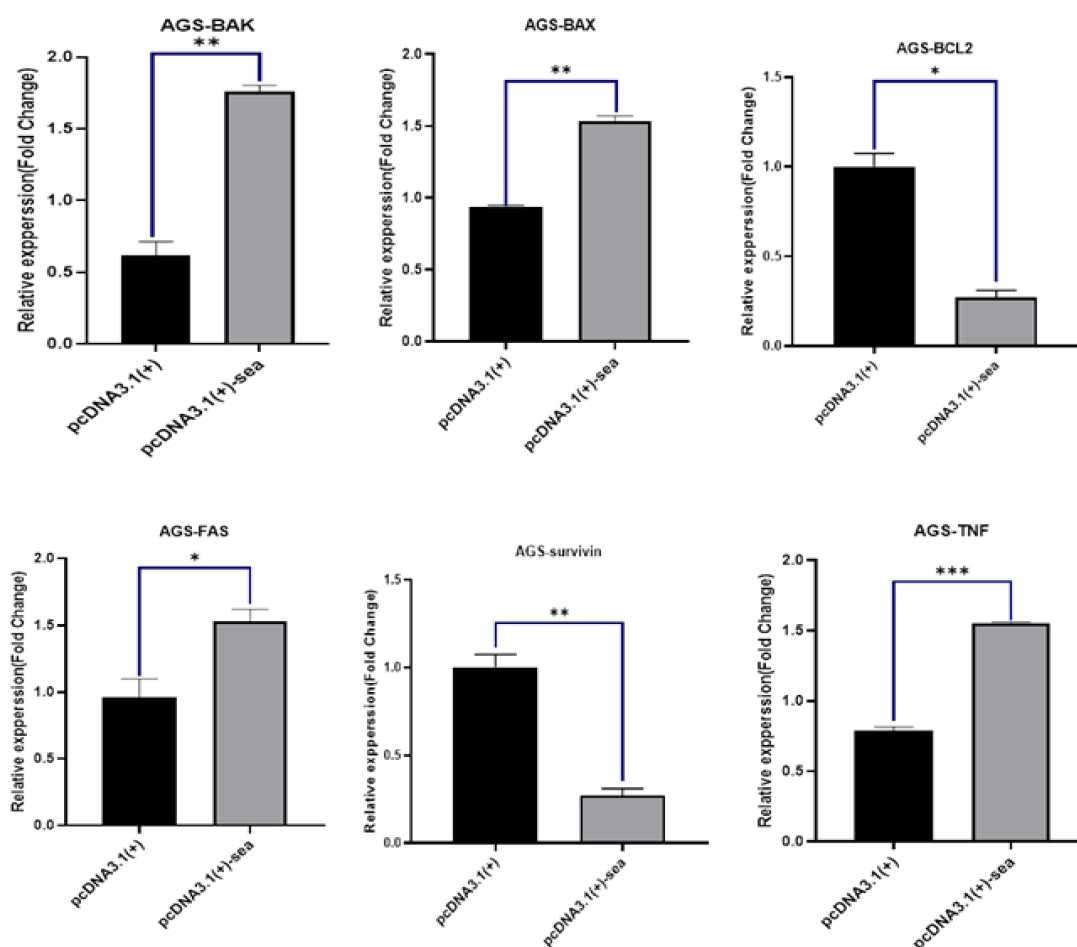 AGS-BAK
**
Relative expperssion(Fold Change)
2.0
1.5
1.0
0.5
0.0
pcDNA3.1(+)
pcDNA3.1(+)-sea
AGS-BAX
**
Relative expperssion(Fold Change)
2.0
1.5
1.0
0.5
0.0
pcDNA3.1(+)
pcDNA3.1(+)-sea
AGS-BCL2
*
Relative expperssion(Fold Change)
1.5
1.0
0.5
0.0
pcDNA3.1(+)
pcDNA3.1(+)-sea
AGS-FAS
*
Relative expperssion(Fold Change)
2.0
1.5
1.0
0.5
0.0
pcDNA3.1(+)
pcDNA3.1(+)-sea
AGS-survivin
**
Relative expperssion(Fold Change)
1.5
1.0
0.5
0.0
pcDNA3.1(+)
pcDNA3.1(+)-sea
AGS-TNF
***
Relative expperssion(Fold Change)
2.0
1.5
1.0
0.5
0.0
pcDNA3.1(+)
pcDNA3.1(+)-sea